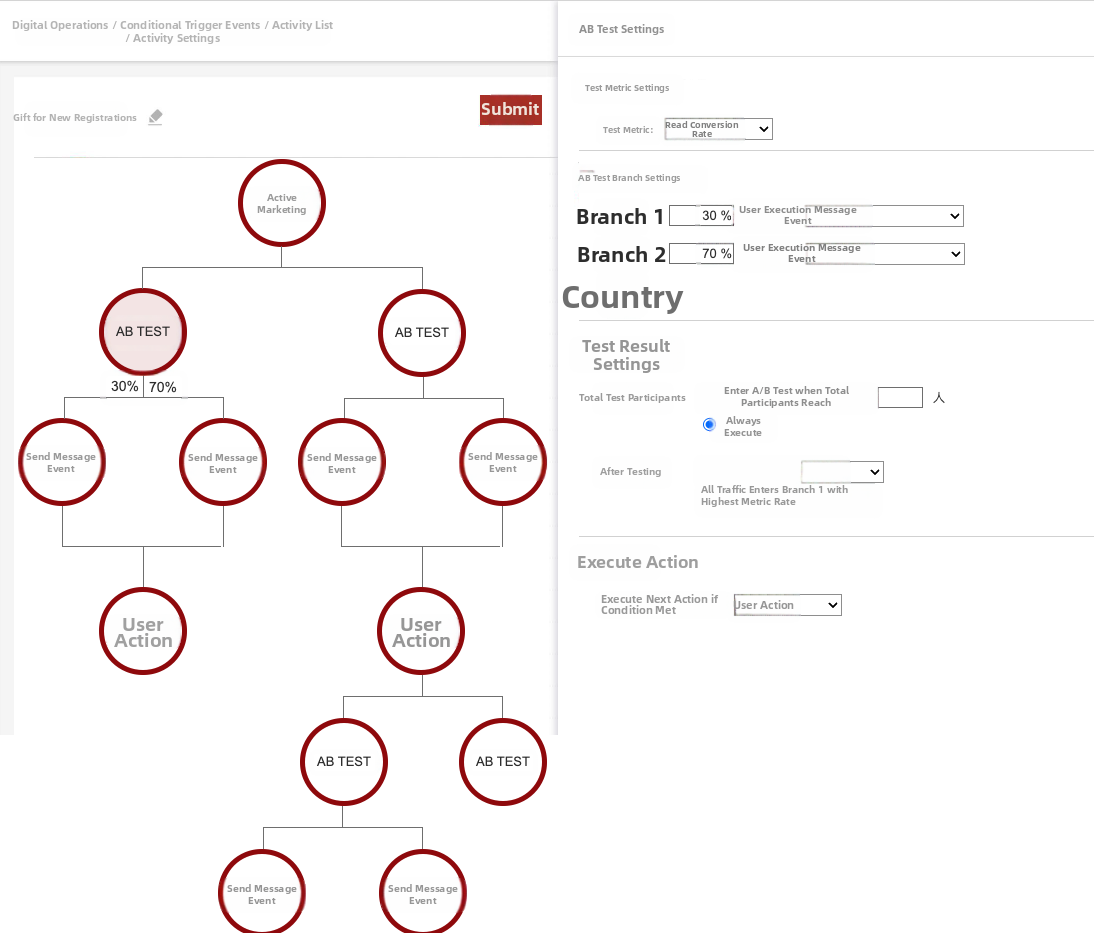 Digital Operations / Conditional Trigger Events / Activity List
/ Activity Settings
Gift for New Registrations
Submit
Active
Marketing
AB TEST
AB TEST
30%
70%
Send Message
Event
Send Message
Event
Send Message
Event
Send Message
Event
User
Action
User
Action
AB TEST
AB TEST
Send Message
Event
Send Message
Event
AB Test Settings
Test Metric Settings
Test Metric:
Read Conversion
Rate
AB Test Branch Settings
Branch 1
30 %
User Execution Message
Event
Branch 2
70 %
User Execution Message
Event
Country
Test Result
Settings
Total Test Participants
Enter A/B Test when Total
Participants Reach
人
Always
Execute
After Testing
All Traffic Enters Branch 1 with
Highest Metric Rate
Execute Action
Execute Next Action if
Condition Met
User Action